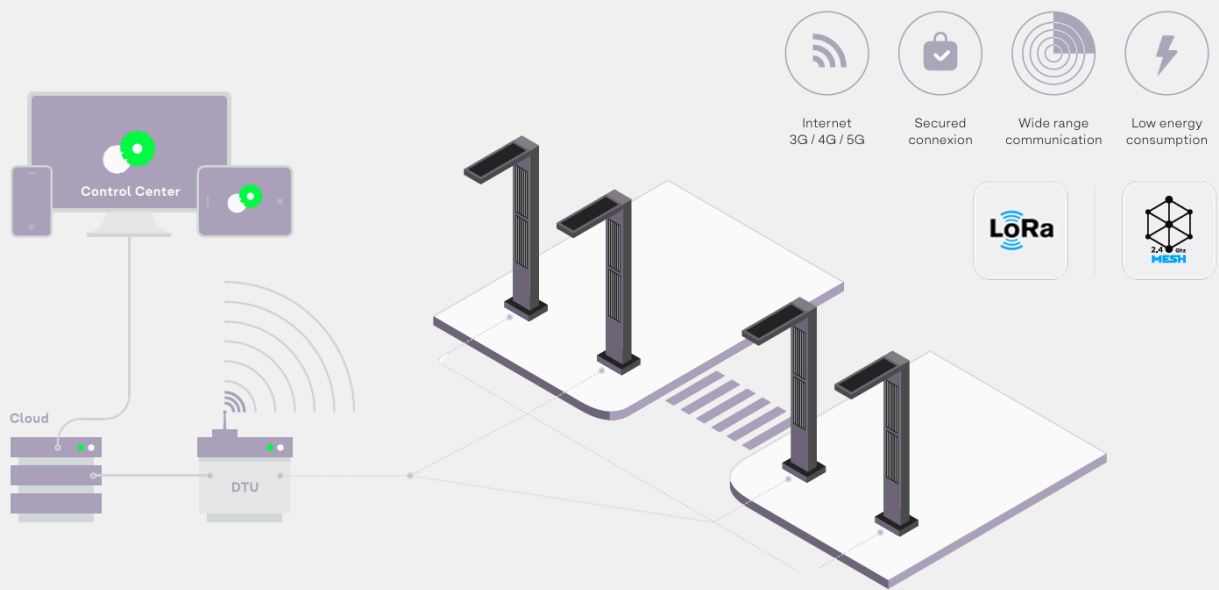 Internet
3G / 4G / 5G
Secured
connexion
Wide range
communication
Low energy
consumption
Control Center
LoRa
2.4 Ghz
MESH
Cloud
DTU